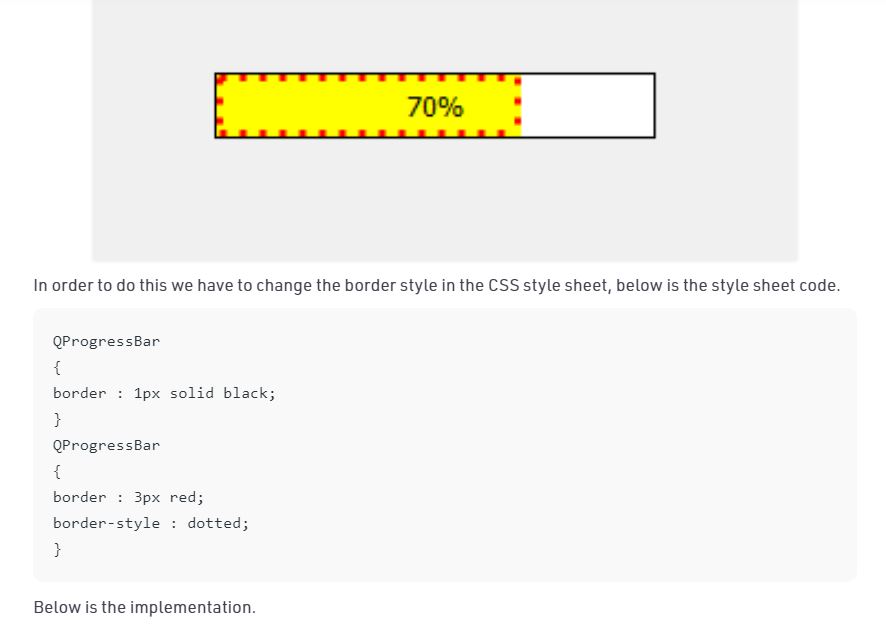 70%
In order to do this we have to change the border style in the CSS style sheet, below is the style sheet code.
QProgressBar
{
border : 1px solid black;
}
QProgressBar
{
border : 3px red;
border-style : dotted;
}
Below is the implementation.